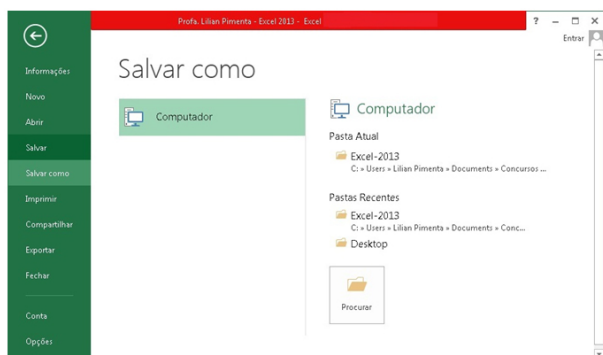 Profa. Lilian Pimenta - Excel 2013 - Excel
?
Entrar
Informações
Novo
Abrir
Salvar
Salvar como
Imprimir
Compartilhar
Exportar
Fechar
Conta
Opções
Salvar como
Computador
Computador
Pasta Atual
Excel-2013
C: » Users » Lilian Pimenta » Documents » Concursos ...
Pastas Recentes
Excel-2013
C: » Users » Lilian Pimenta » Documents » Conc...
Desktop
Procurar